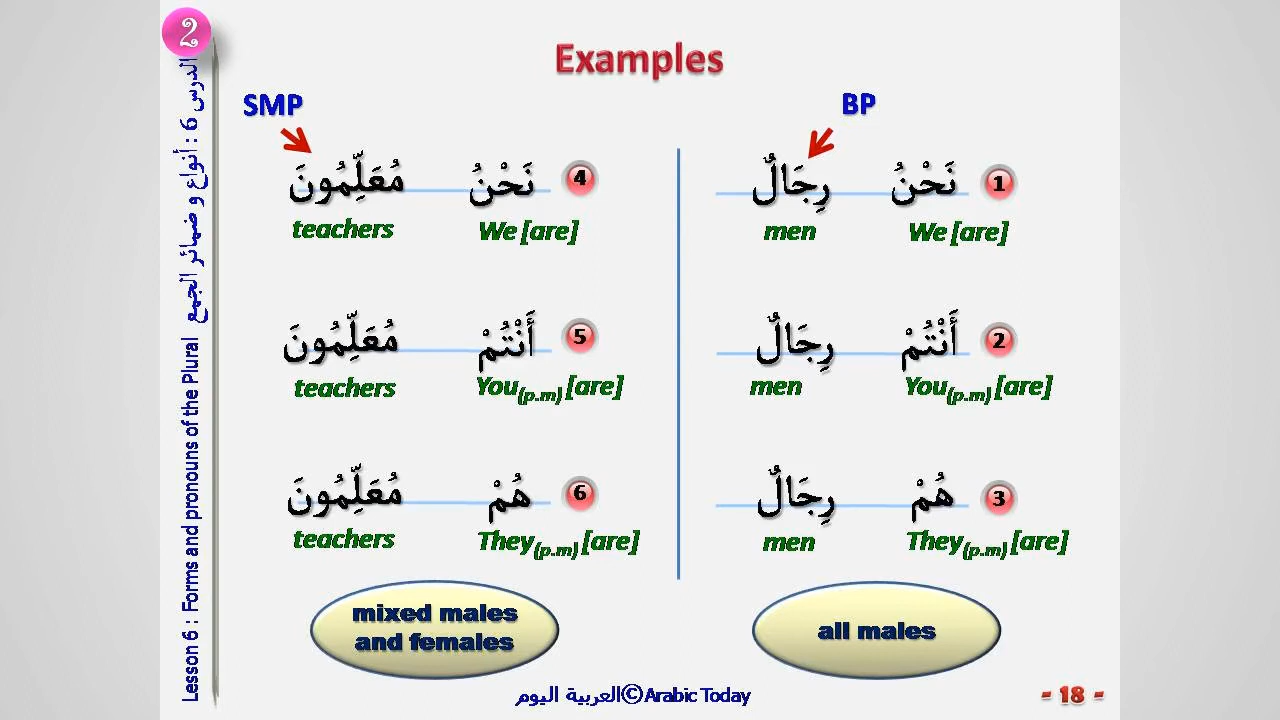 2
الدرس 6 : أنواع و ضمائر الجمع
Lesson 6 : Forms and pronouns of the Plural
Examples
BP
1 نَحْنُ رِجَالٌ
We [are] men
2 أَنْتُمْ رِجَالٌ
You(p.m) [are] men
3 هُمْ رِجَالٌ
They(p.m) [are] men
all males
SMP
4 نَحْنُ مُعَلِّمُونَ
We [are] teachers
5 أَنْتُمْ مُعَلِّمُونَ
You(p.m) [are] teachers
6 هُمْ مُعَلِّمُونَ
They(p.m) [are] teachers
mixed males
and females
العربية اليوم©Arabic Today
- 18 -